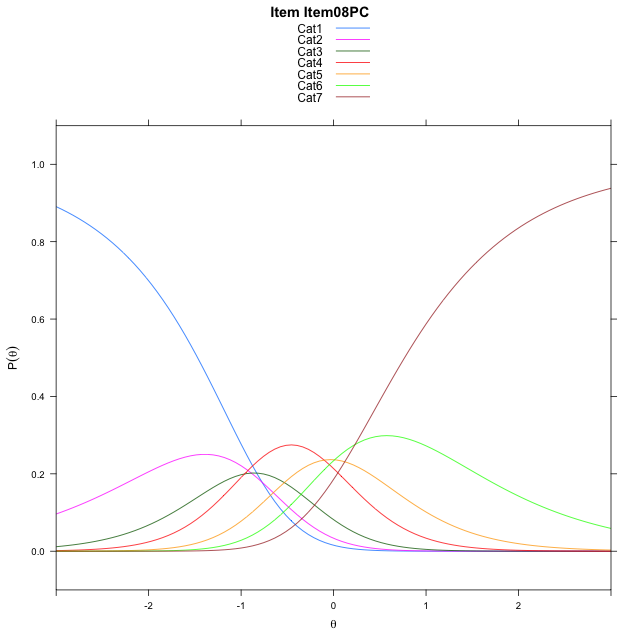 Item Item08PC
Cat1
Cat2
Cat3
Cat4
Cat5
Cat6
Cat7
1.0
0.8
0.6
0.4
0.2
0.0
P(θ)
-2 -1 0 1 2
θ